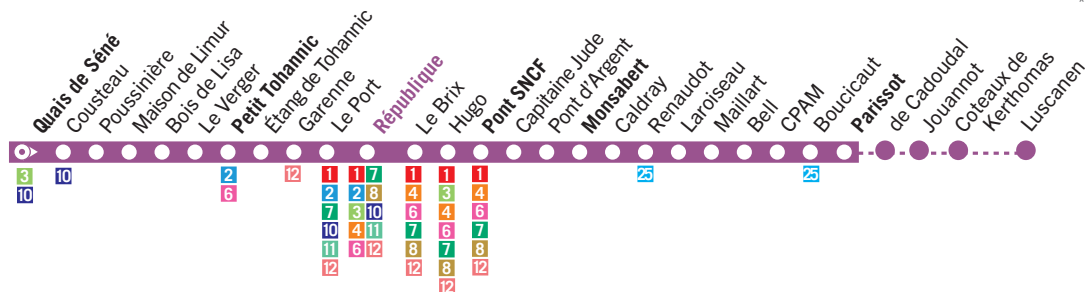 Quais de Séné
Cousteau
Poussinière
Maison de Limur
Bois de Lisa
Le Verger
Petit Tohannic
Étang de Tohannic
Garenne
Le Port
République
Le Brix
Hugo
Pont SNCF
Capitaine Jude
Pont d'Argent
Monsabert
Caldray
Renaudot
Laroiseau
Maillart
Bell
CPAM
Boucicaut
Parissot
de Cadoudal
Jouannot
Coteaux de
Kerthomas
Luscanen
3 10 2 12 1 1 7 1 1 1 25 25
10 6 2 2 8 4 3 4
7 3 10 6 4 6
10 4 11 7 6 7
11 6 12 8 7 8
12 12 8
12